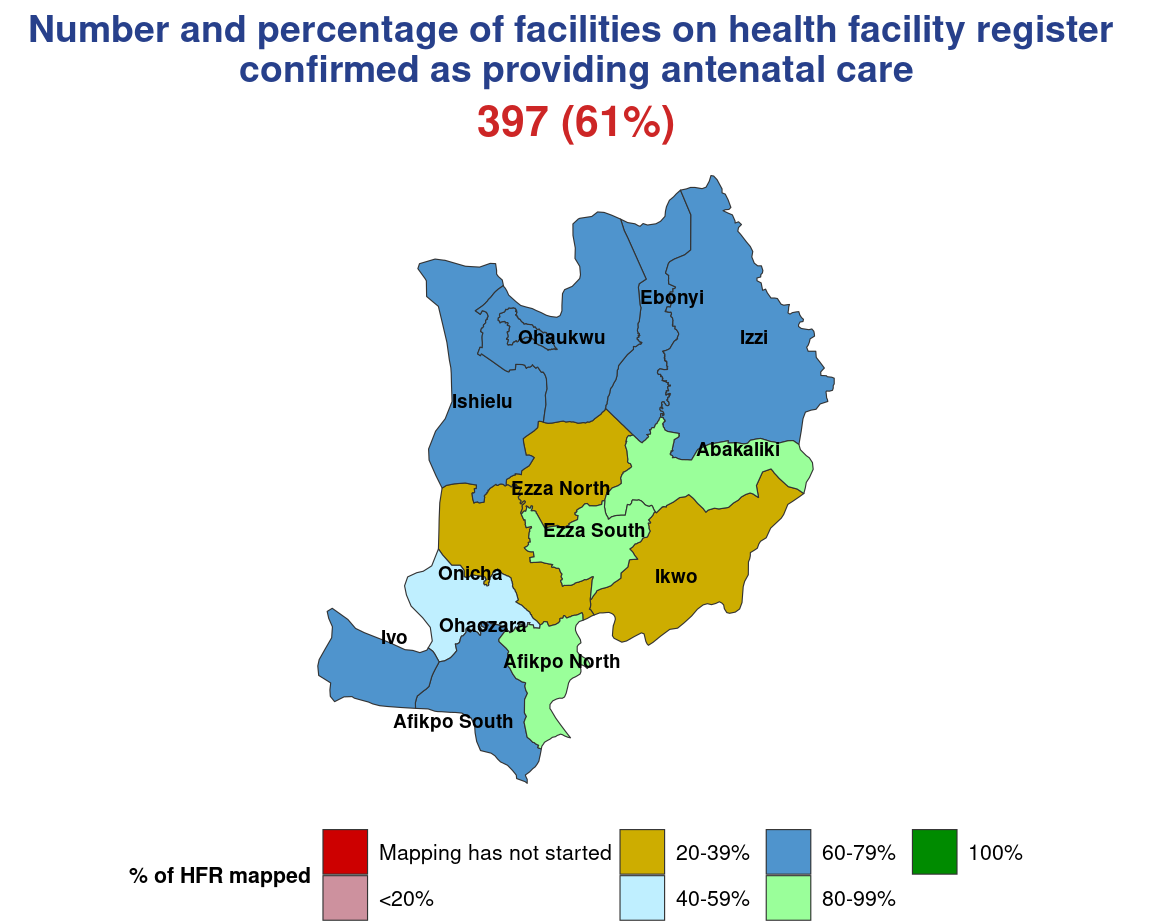 Number and percentage of facilities on health facility register
confirmed as providing antenatal care
397 (61%)
Ebonyi
Ohaukwu
Izzi
Ishielu
Abakaliki
Ezza North
Ezza South
Onicha
Ikwo
Ohaozara
Ivo
Afikpo North
Afikpo South
% of HFR mapped
Mapping has not started
<20%
20-39%
40-59%
60-79%
80-99%
100%